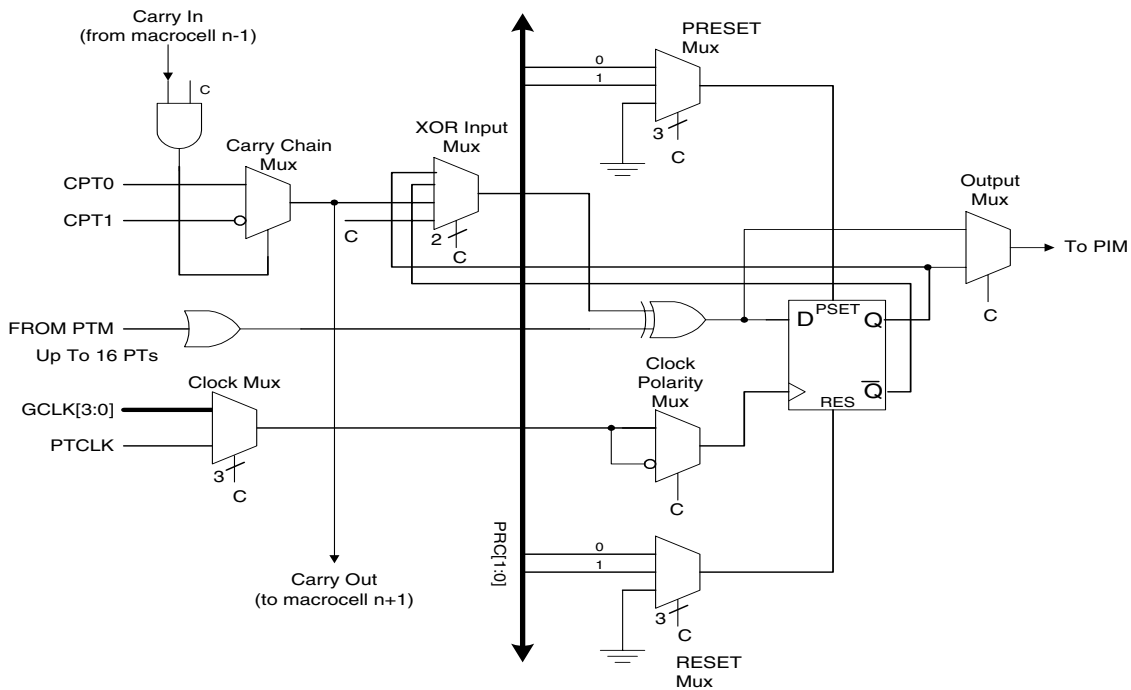 Carry In
(from macrocell n-1)
C
PRESET
Mux
0
1
3
C
Carry Chain
Mux
XOR Input
Mux
CPT0
CPT1
C
2
C
Output
Mux
To PIM
C
FROM PTM
Up To 16 PTs
D
PSET
Q
Q
RES
Clock Mux
GCLK[3:0]
PTCLK
3
C
Clock
Polarity
Mux
C
PRC[1:0]
0
1
3
C
RESET
Mux
Carry Out
(to macrocell n+1)